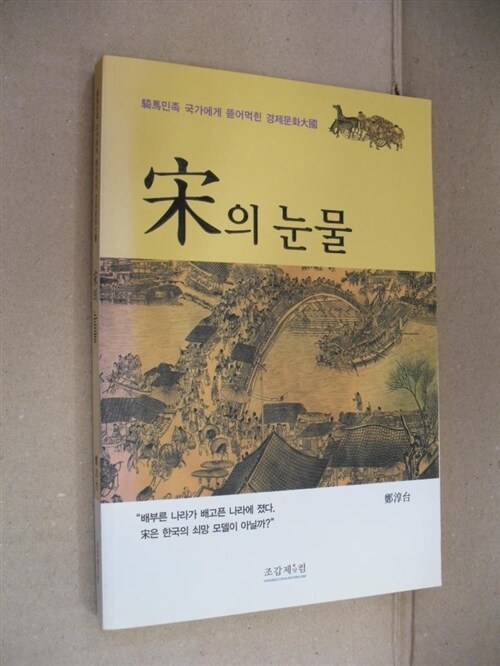 騎馬민족 국가에게 뜯어먹힌 경제문화大國
宋의 눈물
鄭淳台
“배부른 나라가 배고픈 나라에 졌다.
宋은 한국의 쇠망 모델이 아닐까?”
조갑제닷컴